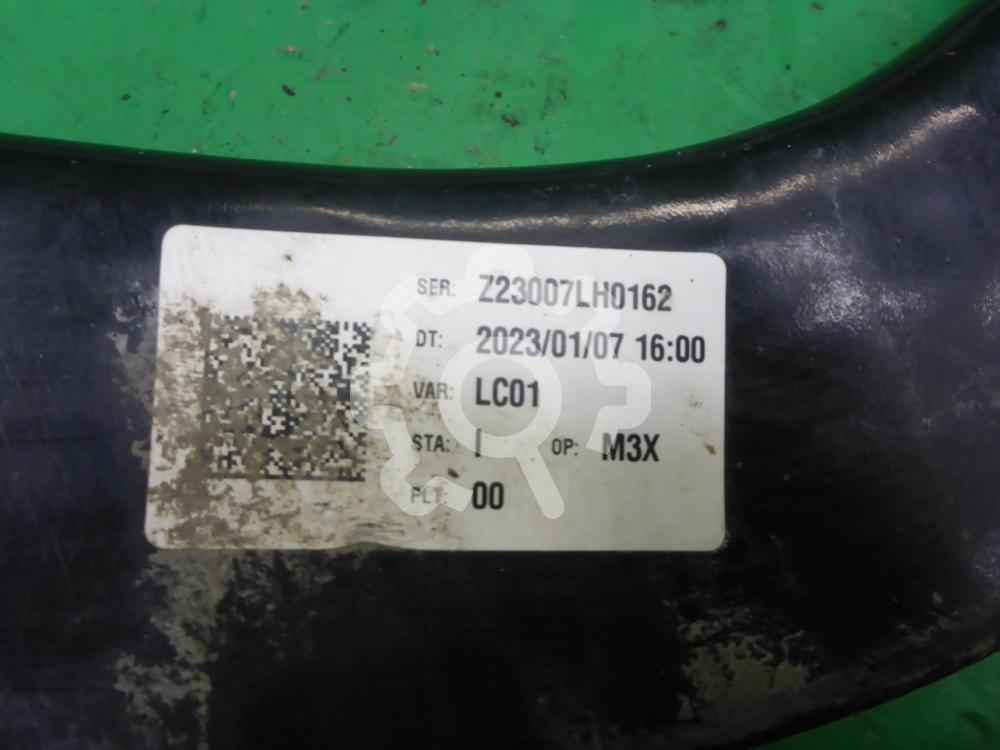 SER: Z23007LH0162
DT: 2023/01/07 16:00
VAR: LC01
STA: I OP: M3X
PLT: 00